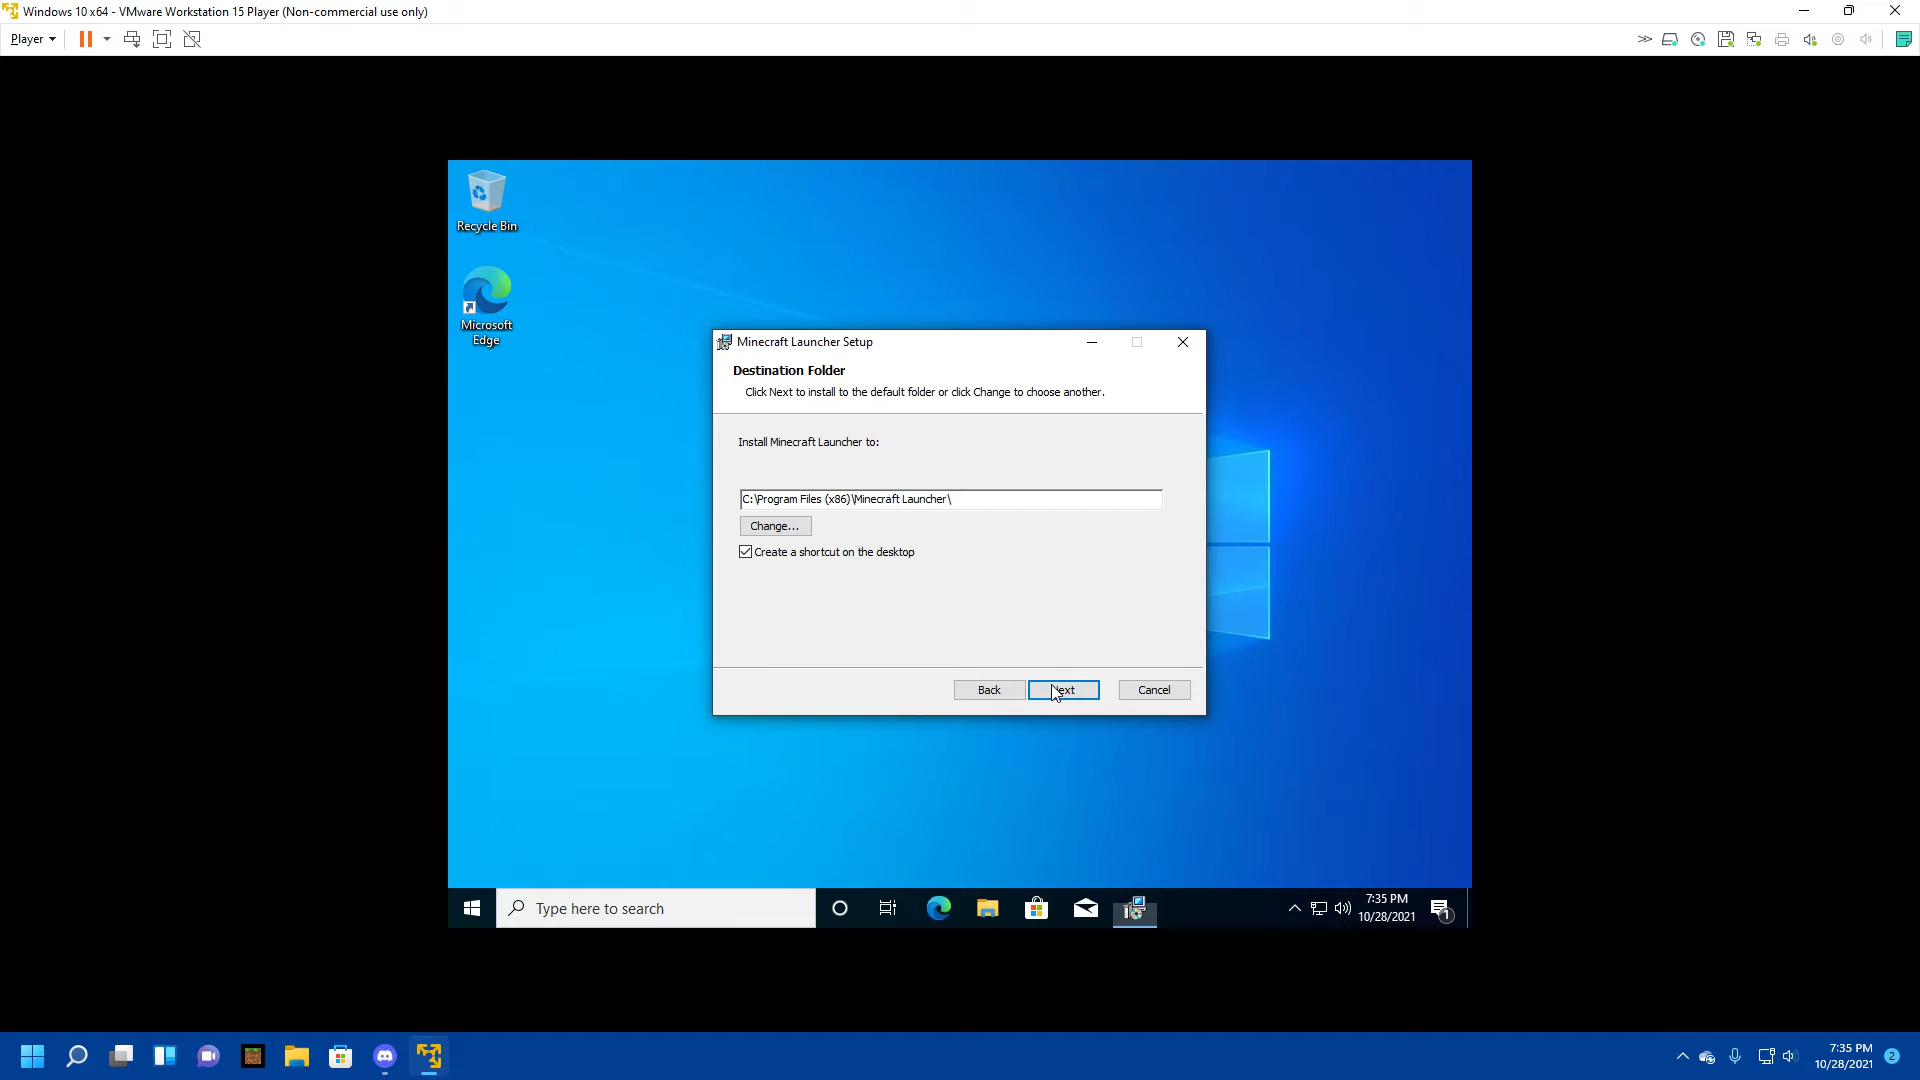 Windows 10 x64 - VMware Workstation 15 Player (Non-commercial use only)
Player
Recycle Bin
Microsoft
Edge
Minecraft Launcher Setup
Destination Folder
Click Next to install to the default folder or click Change to choose another.
Install Minecraft Launcher to:
C:\Program Files (x86)\Minecraft Launcher\
Change...
Create a shortcut on the desktop
Back
Next
Cancel
Type here to search
7:35 PM
10/28/2021
1
7:35 PM
10/28/2021
2